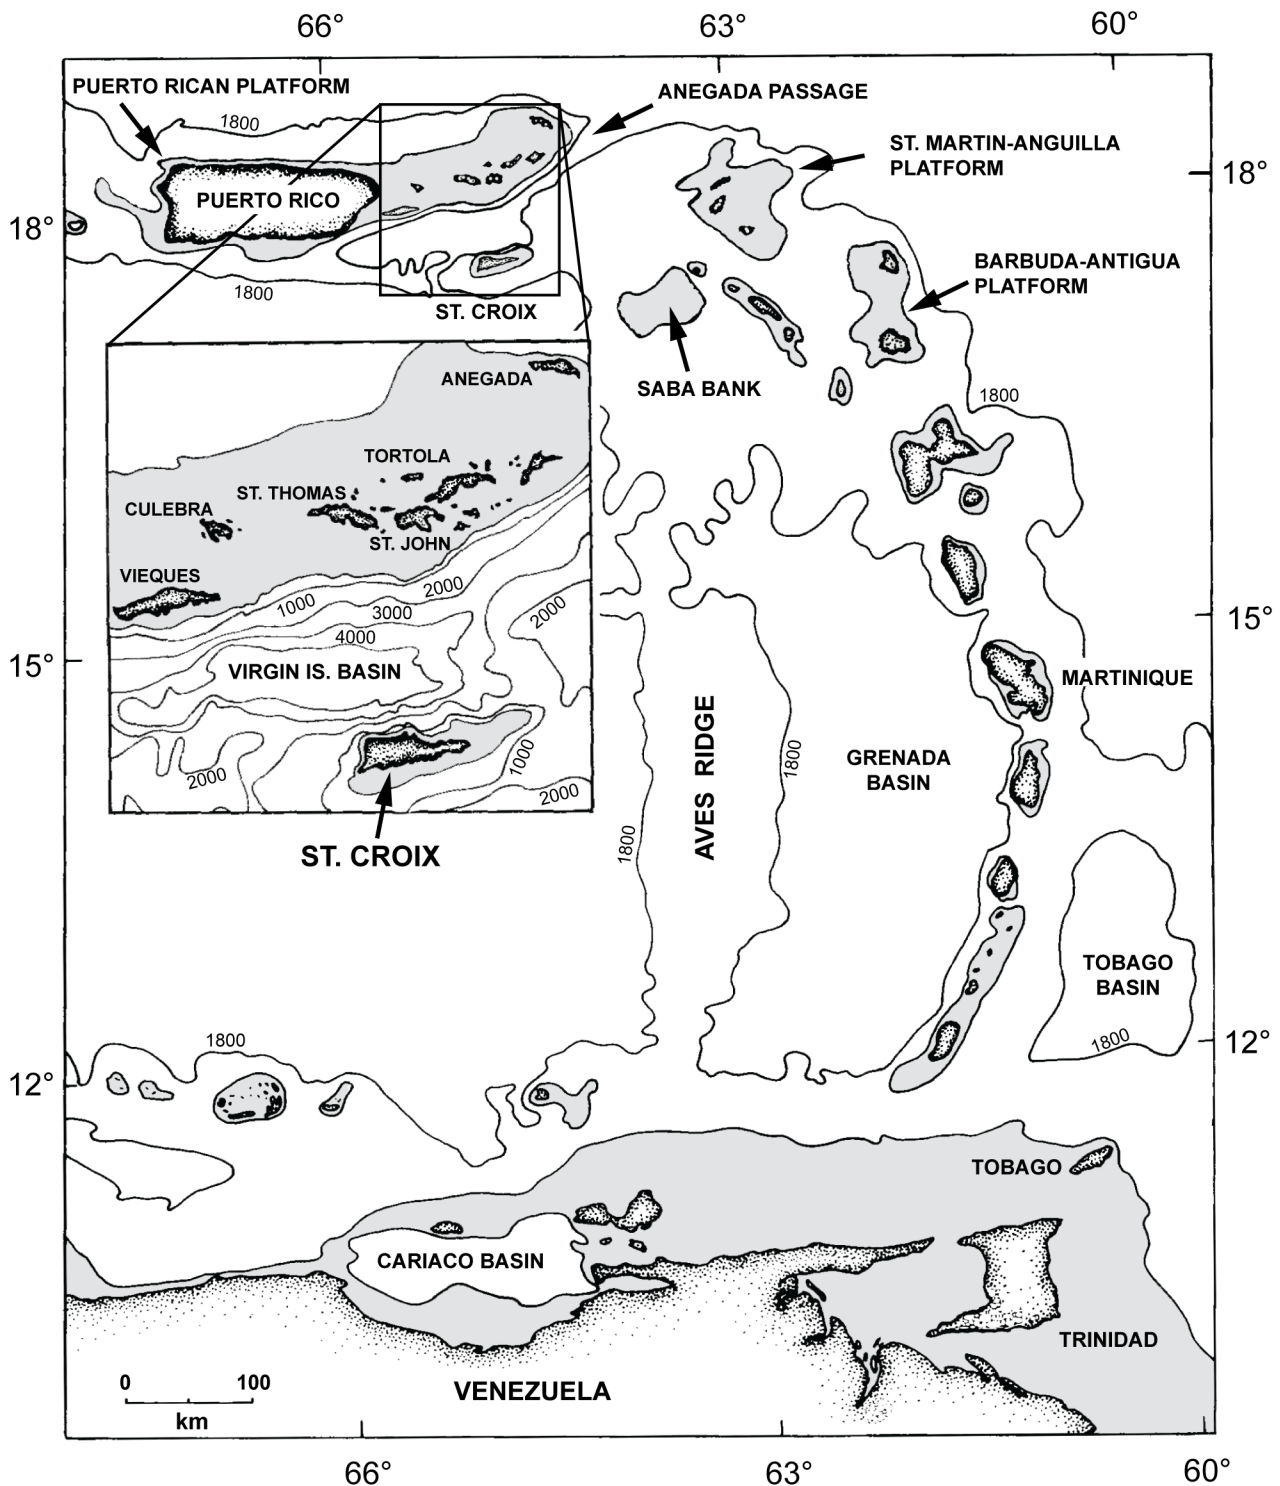 66°
63°
60°
PUERTO RICAN PLATFORM
ANEGADA PASSAGE
1800
ST. MARTIN-ANGUILLA
PLATFORM
18°
PUERTO RICO
18°
BARBUDA-ANTIGUA
PLATFORM
1800
ST. CROIX
SABA BANK
1800
ANEGADA
TORTOLA
ST. THOMAS
CULEBRA
ST. JOHN
VIEQUES
1000
2000
3000
2000
4000
15°
15°
VIRGIN IS. BASIN
MARTINIQUE
AVES RIDGE
1800
GRENADA
BASIN
2000
1000
2000
1800
ST. CROIX
TOBAGO
BASIN
1800
12°
1800
12°
TOBAGO
CARIACO BASIN
TRINIDAD
VENEZUELA
0 100
km
66°
63°
60°